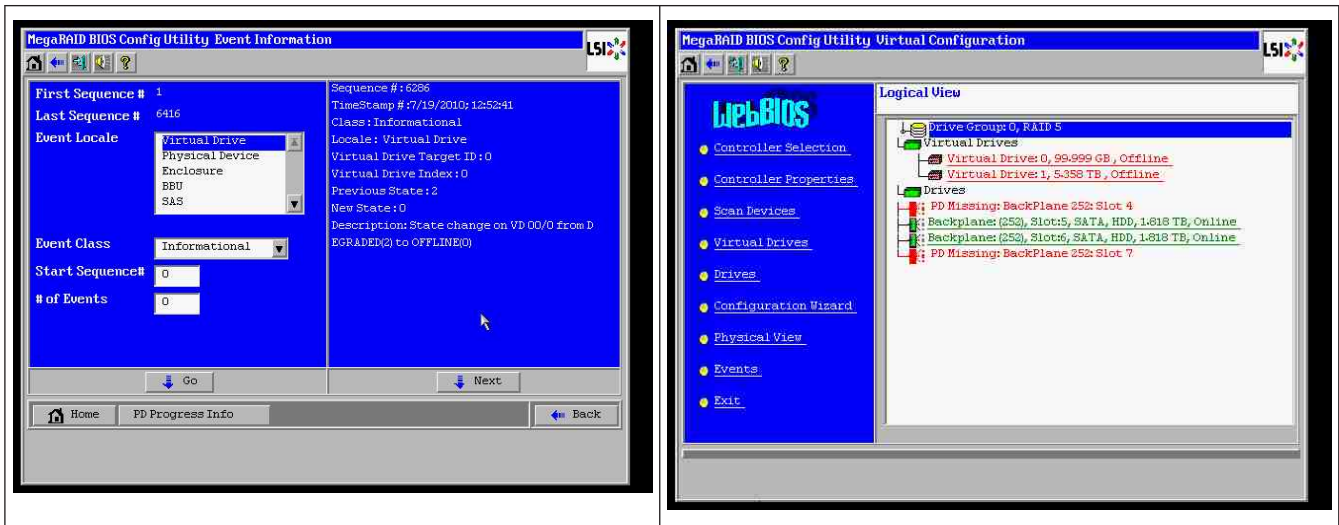 MegaRAID BIOS Config Utility Event Information
LSI
First Sequence # 1
Last Sequence # 6416
Event Locale
Virtual Drive
Physical Device
Enclosure
BBU
SAS
Event Class Informational
Start Sequence# 0
# of Events 0
Sequence #:6286
TimeStamp #:7/19/2010; 12:52:41
Class:Informational
Locale: Virtual Drive
Virtual Drive Target ID:0
Virtual Drive Index:0
Previous State:2
New State:0
Description:State change on VD 00/0 from D
EGRADED(2) to OFFLINE(0)
Go
Next
Home
PD Progress Info
Back
MegaRAID BIOS Config Utility Virtual Configuration
LSI
WebBIOS
Controller Selection
Controller Properties
Scan Devices
Virtual Drives
Drives
Configuration Wizard
Physical View
Events
Exit
Logical View
Drive Group: 0, RAID 5
Virtual Drives
Virtual Drive: 0, 99.999 GB, Offline
Virtual Drive: 1, 5.358 TB, Offline
Drives
PD Missing: BackPlane 252: Slot 4
Backplane: (252), Slot:5, SATA, HDD, 1.818 TB, Online
Backplane: (252), Slot:6, SATA, HDD, 1.818 TB, Online
PD Missing: BackPlane 252: Slot 7